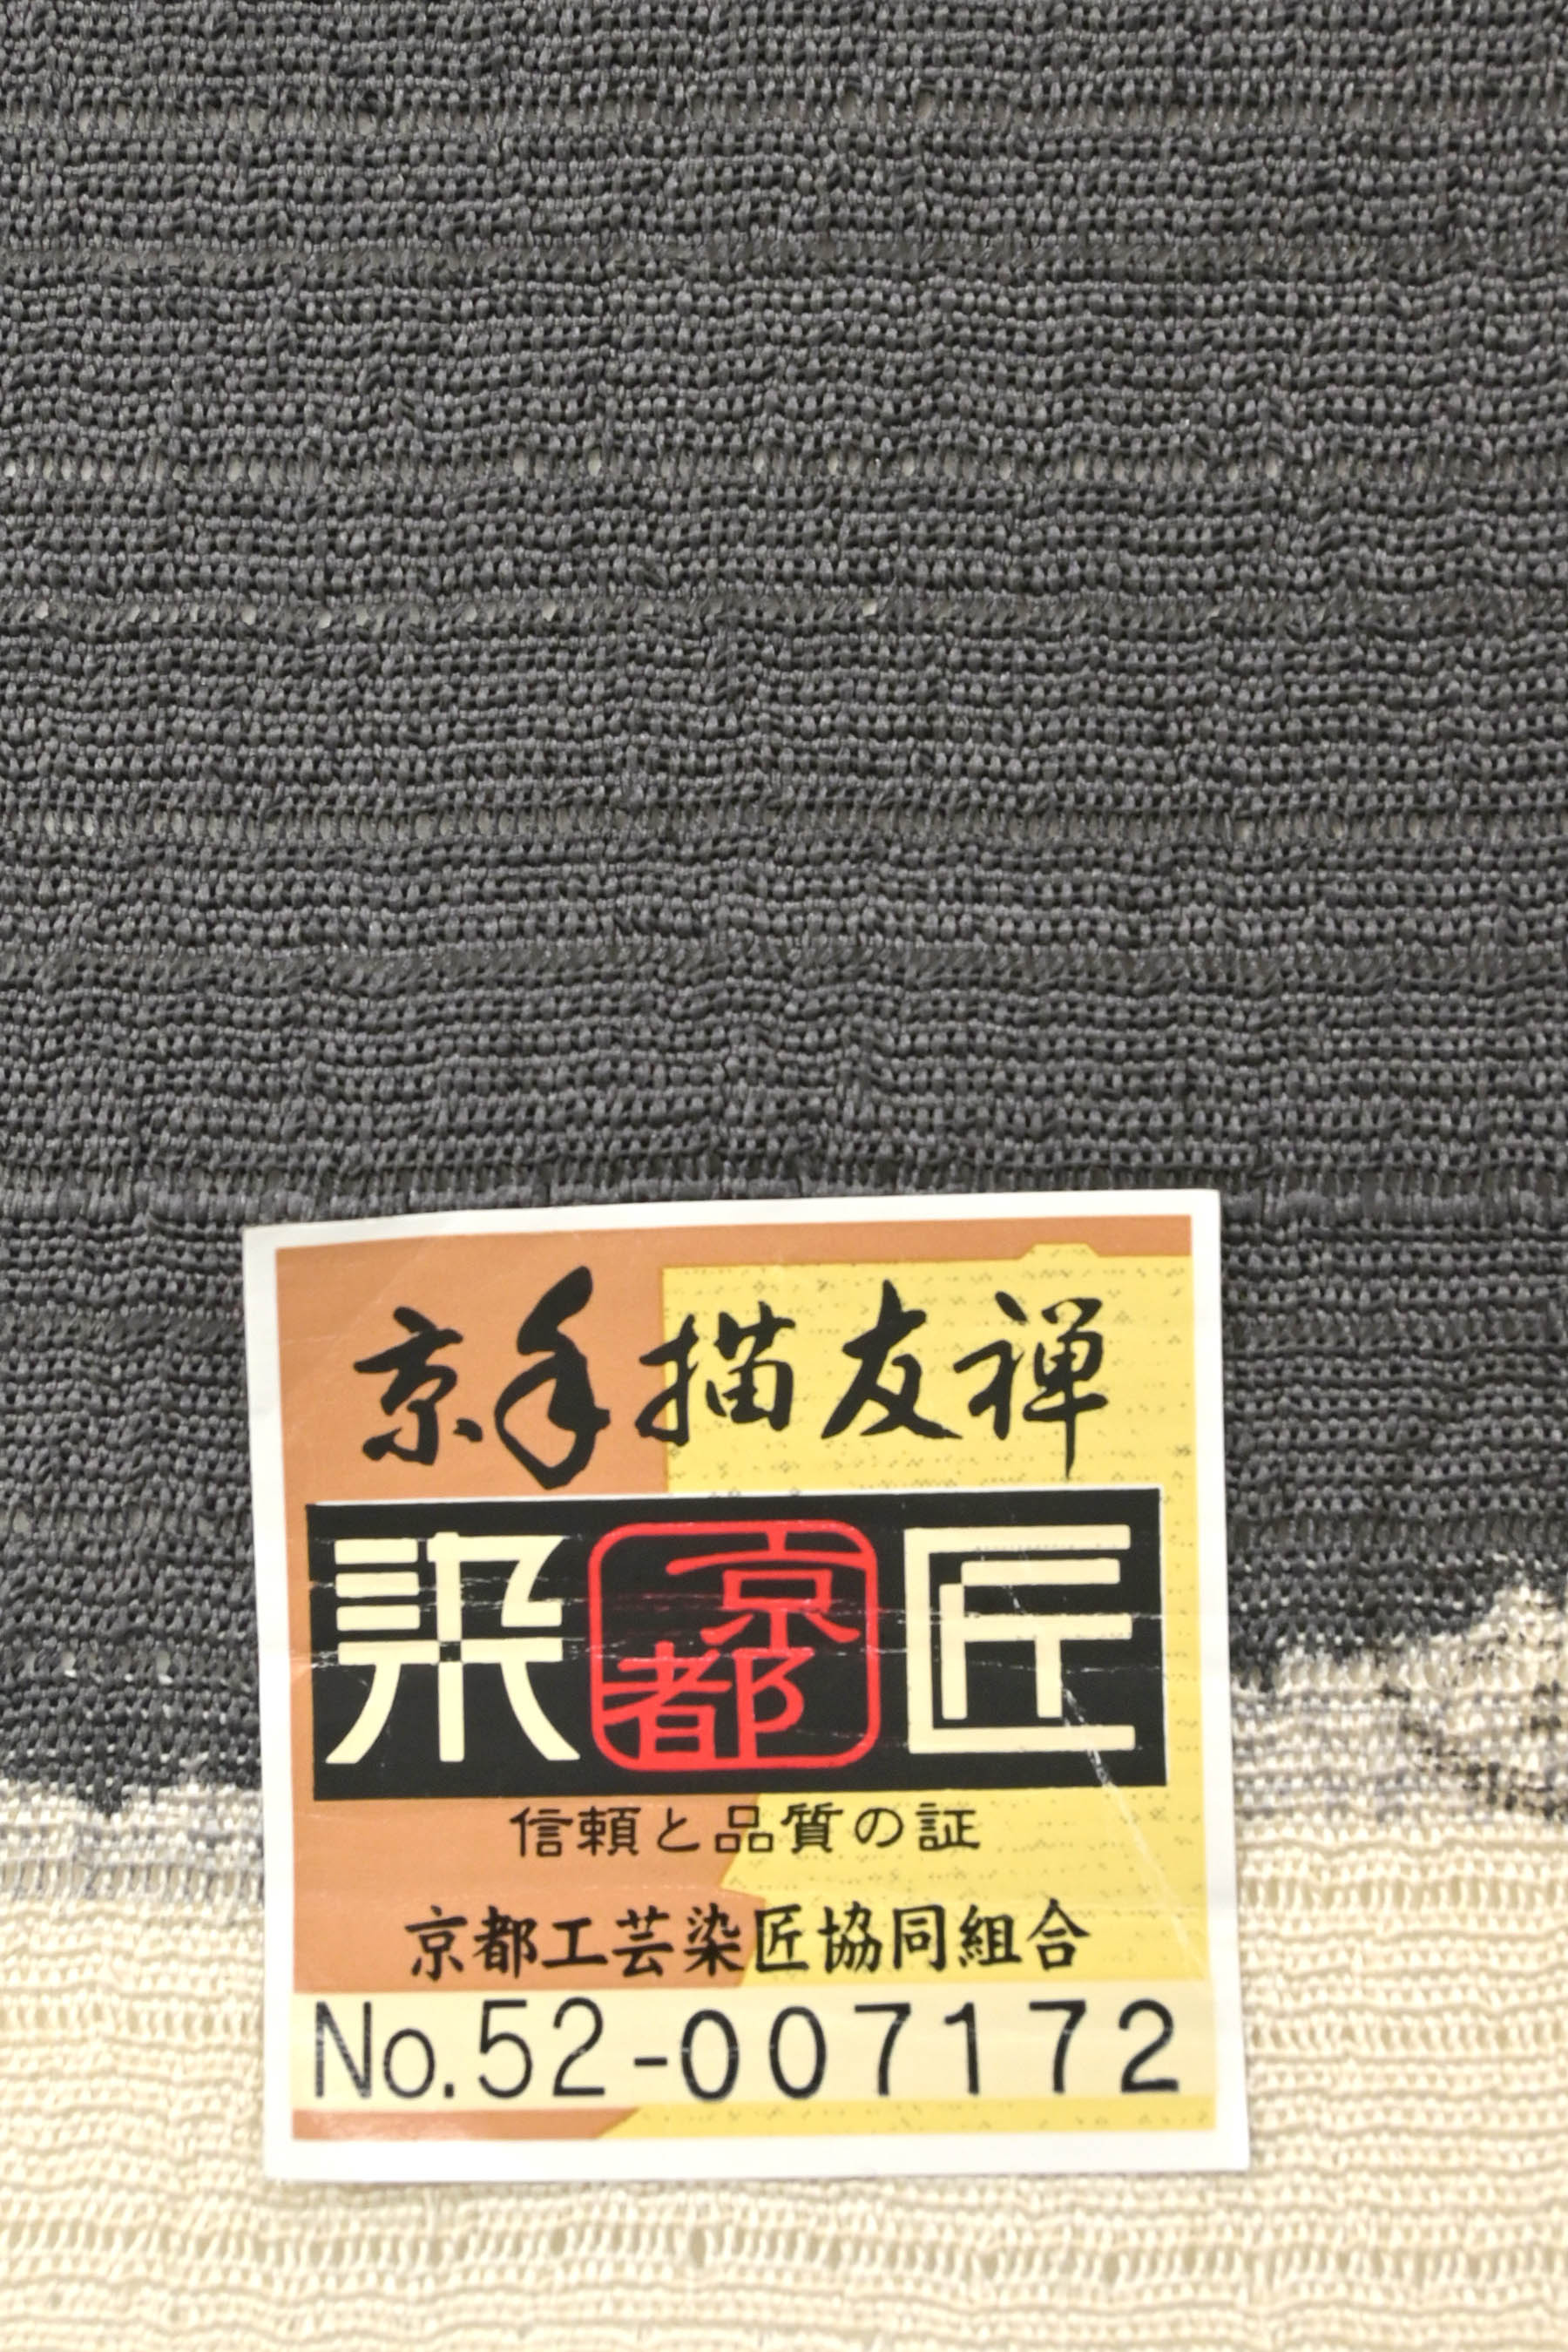 京手描友禅
染京都匠
信頼と品質の証
京都工芸染匠協同組合
No.52-007172